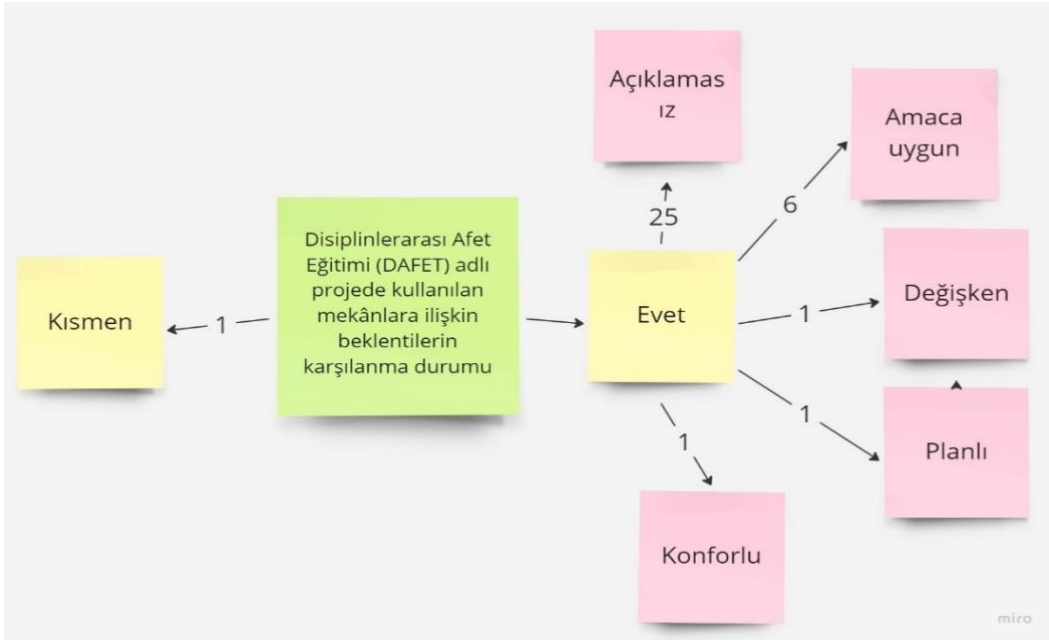 Açıklamas
ız
Amaca
uygun
25
6
Disiplinlerarası Afet
Eğitimi (DAFET) adlı
projede kullanılan
mekânlara ilişkin
beklentilerin
karşılanma durumu
Kısmen
1
Evet
1
Değişken
1
Planlı
1
Konforlu
miro